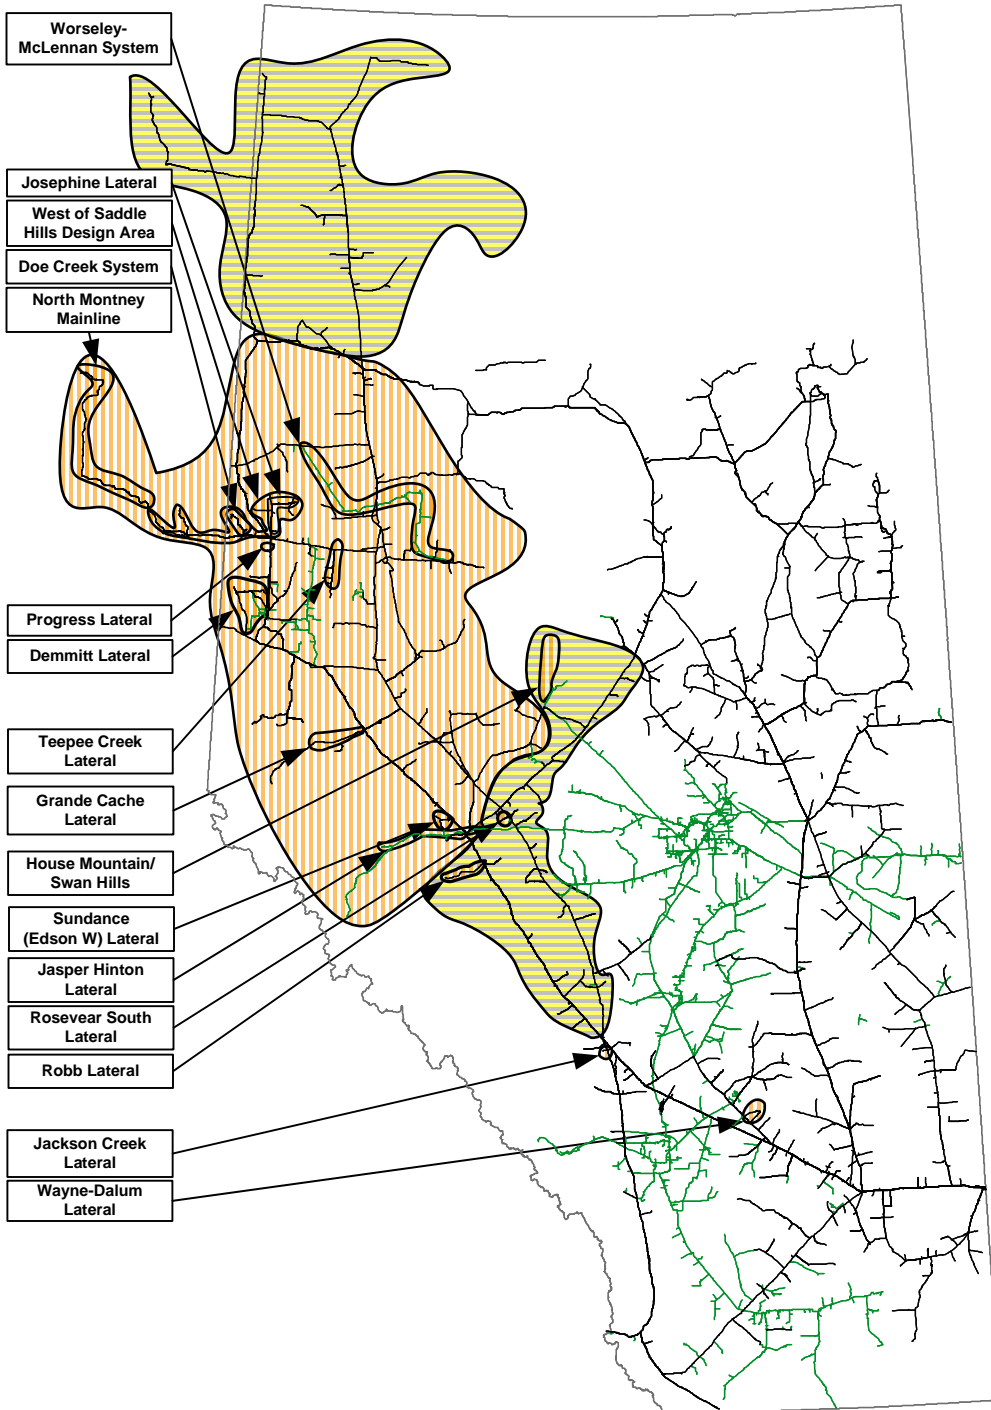 Worseley-
McLennan System
Josephine Lateral
West of Saddle
Hills Design Area
Doe Creek System
North Montney
Mainline
Progress Lateral
Demmitt Lateral
Teepee Creek
Lateral
Grande Cache
Lateral
House Mountain/
Swan Hills
Sundance
(Edson W) Lateral
Jasper Hinton
Lateral
Rosevear South
Lateral
Robb Lateral
Jackson Creek
Lateral
Wayne-Dalum
Lateral